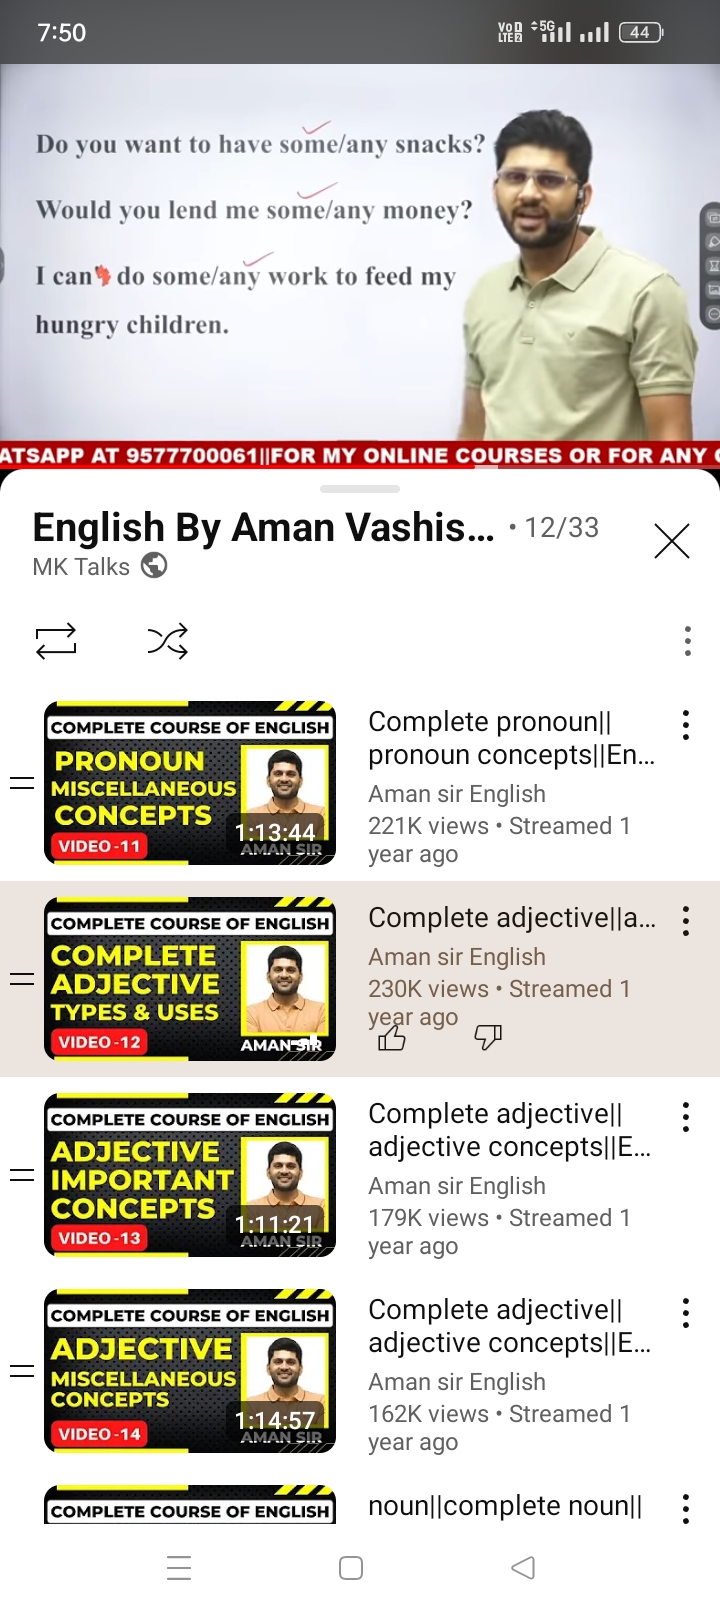 7:50
VoD LTE2 5G 44
Do you want to have some/any snacks?
Would you lend me some/any money?
I can do some/any work to feed my
hungry children.
ATSAPP AT 9577700061||FOR MY ONLINE COURSES OR FOR ANY
English By Aman Vashis... • 12/33
MK Talks
COMPLETE COURSE OF ENGLISH
PRONOUN
MISCELLANEOUS
CONCEPTS
VIDEO -11
1:13:44
AMAN SIR
Complete pronoun||
pronoun concepts||En...
Aman sir English
221K views • Streamed 1
year ago
COMPLETE COURSE OF ENGLISH
COMPLETE
ADJECTIVE
TYPES & USES
VIDEO -12
AMAN SIR
Complete adjective||a...
Aman sir English
230K views • Streamed 1
year ago
COMPLETE COURSE OF ENGLISH
ADJECTIVE
IMPORTANT
CONCEPTS
VIDEO -13
1:11:21
AMAN SIR
Complete adjective||
adjective concepts||E...
Aman sir English
179K views • Streamed 1
year ago
COMPLETE COURSE OF ENGLISH
ADJECTIVE
MISCELLANEOUS
CONCEPTS
VIDEO -14
1:14:57
AMAN SIR
Complete adjective||
adjective concepts||E...
Aman sir English
162K views • Streamed 1
year ago
COMPLETE COURSE OF ENGLISH
noun||complete noun||